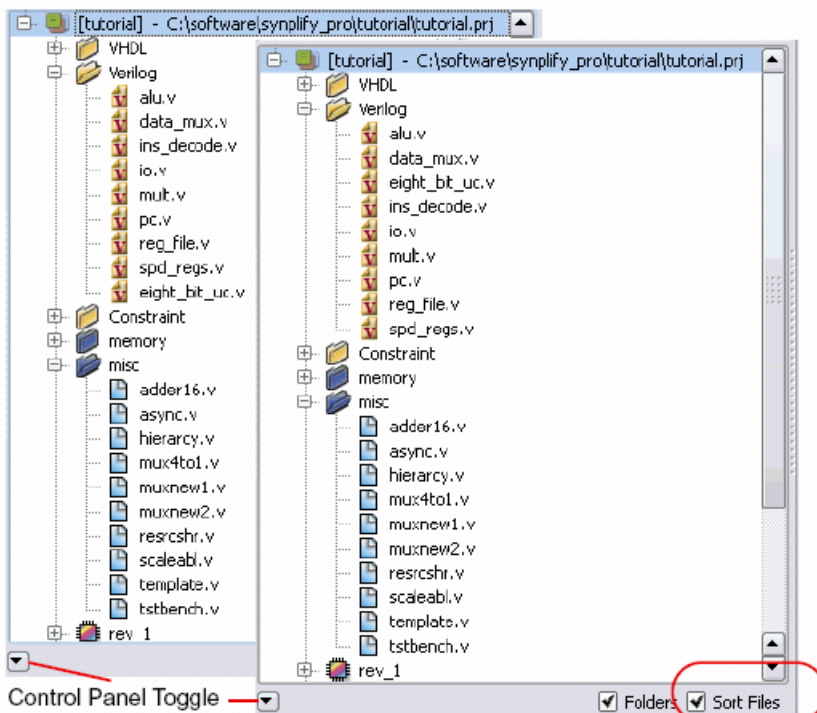 [tutorial] - C:\software\synplify_pro\tutorial\tutorial.prj
VHDL
Verilog
alu.v
data_mux.v
ins_decode.v
io.v
mult.v
pc.v
reg_file.v
spcl_regs.v
eight_bit_uc.v
Constraint
memory
misc
adder16.v
async.v
hierarcy.v
mux4to1.v
muxnew1.v
muxnew2.v
resrcshr.v
scaleabl.v
template.v
tstbench.v
rev_1
[tutorial] - C:\software\synplify_pro\tutorial\tutorial.prj
VHDL
Verilog
alu.v
data_mux.v
eight_bit_uc.v
ins_decode.v
io.v
mult.v
pc.v
reg_file.v
spcl_regs.v
Constraint
memory
misc
adder16.v
async.v
hierarcy.v
mux4to1.v
muxnew1.v
muxnew2.v
resrcshr.v
scaleabl.v
template.v
tstbench.v
rev_1
Control Panel Toggle
Folders
Sort Files